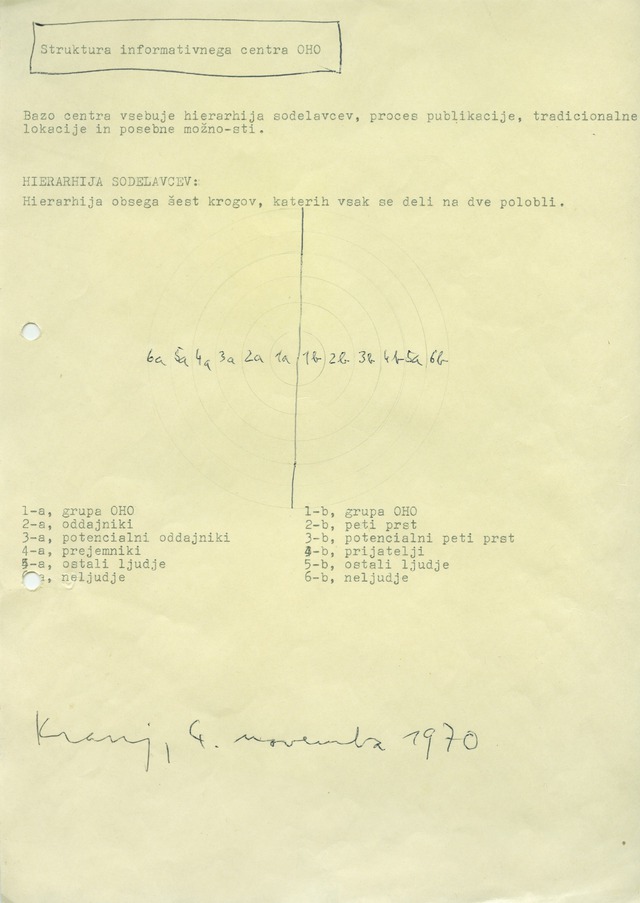 Struktura informativnega centra OHO
Bazo centra vsebuje hierarhija sodelavcev, proces publikacije, tradicionalne
lokacije in posebne možno-sti.
HIERARHIJA SODELAVCEV:
Hierarhija obsega šest krogov, katerih vsak se deli na dve polobli.
6a 5a 4a 3a 2a 1a 1b 2b 3b 4b 5a 6b
1-a, grupa OHO
2-a, oddajniki
3-a, potencialni oddajniki
4-a, prejemniki
5-a, ostali ljudje
a, neljudje
1-b, grupa OHO
2-b, peti prst
3-b, potencialni peti prst
4-b, prijatelji
5-b, ostali ljudje
6-b, neljudje
Kranj, 4. novembra 1970